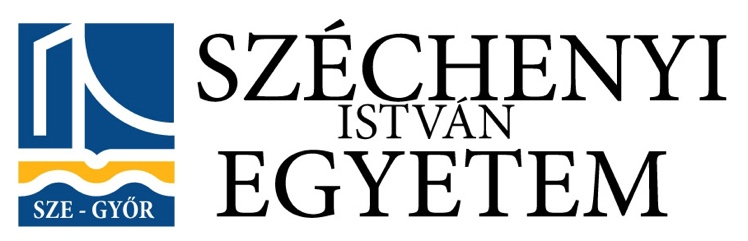 SZÉCHENYI
ISTVÁN
EGYETEM
SZE - GYŐR